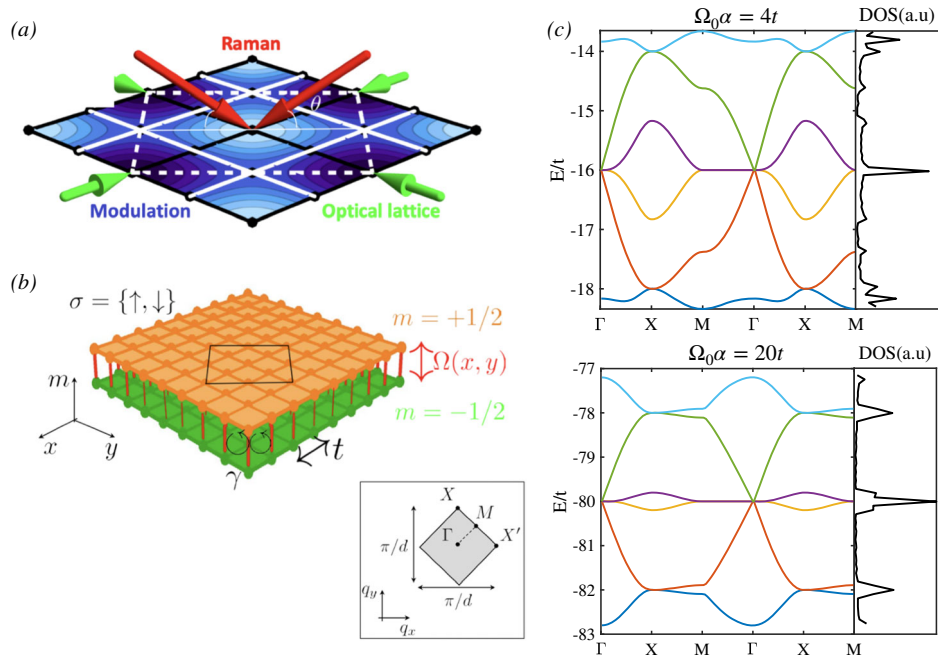 (a)
Raman
θ
Modulation
Optical lattice
(b)
σ = {↑, ↓}
m = +1/2
Ω(x, y)
m = −1/2
m
x
y
γ
t
X
M
Γ
X′
π/d
π/d
q_y
q_x
(c)
Ω₀α = 4t
DOS(a.u)
E/t
-14
-15
-16
-17
-18
Γ X M Γ X M
Ω₀α = 20t
DOS(a.u)
E/t
-77
-78
-79
-80
-81
-82
-83
Γ X M Γ X M